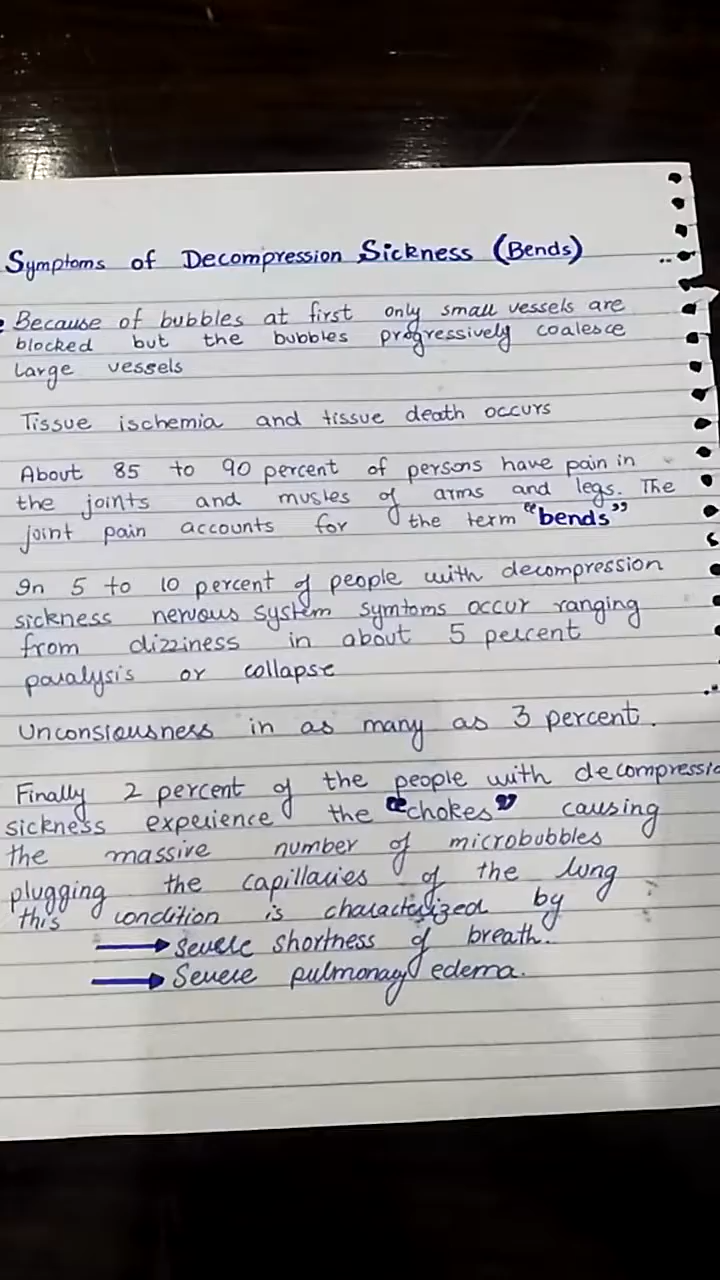 Symptoms of Decompression Sickness (Bends)
Because of bubbles at first only small vessels are
blocked but the bubbles progressively coalesce
large vessels
Tissue ischemia and tissue death occurs
About 85 to 90 percent of persons have pain in
the joints and musles of arms and legs. The
joint pain accounts for the term "bends"
In 5 to 10 percent of people with decompression
sickness nervous system symtoms occur ranging
from dizziness in about 5 percent
paralysis or collapse
Unconsiousness in as many as 3 percent.
Finally 2 percent of the people with decompressio
sickness experience the "chokes" causing
the massive number of microbubbles
plugging the capillaries of the lung
this condition is characterized by
→ Severe shortness of breath.
→ Severe pulmonay edema.